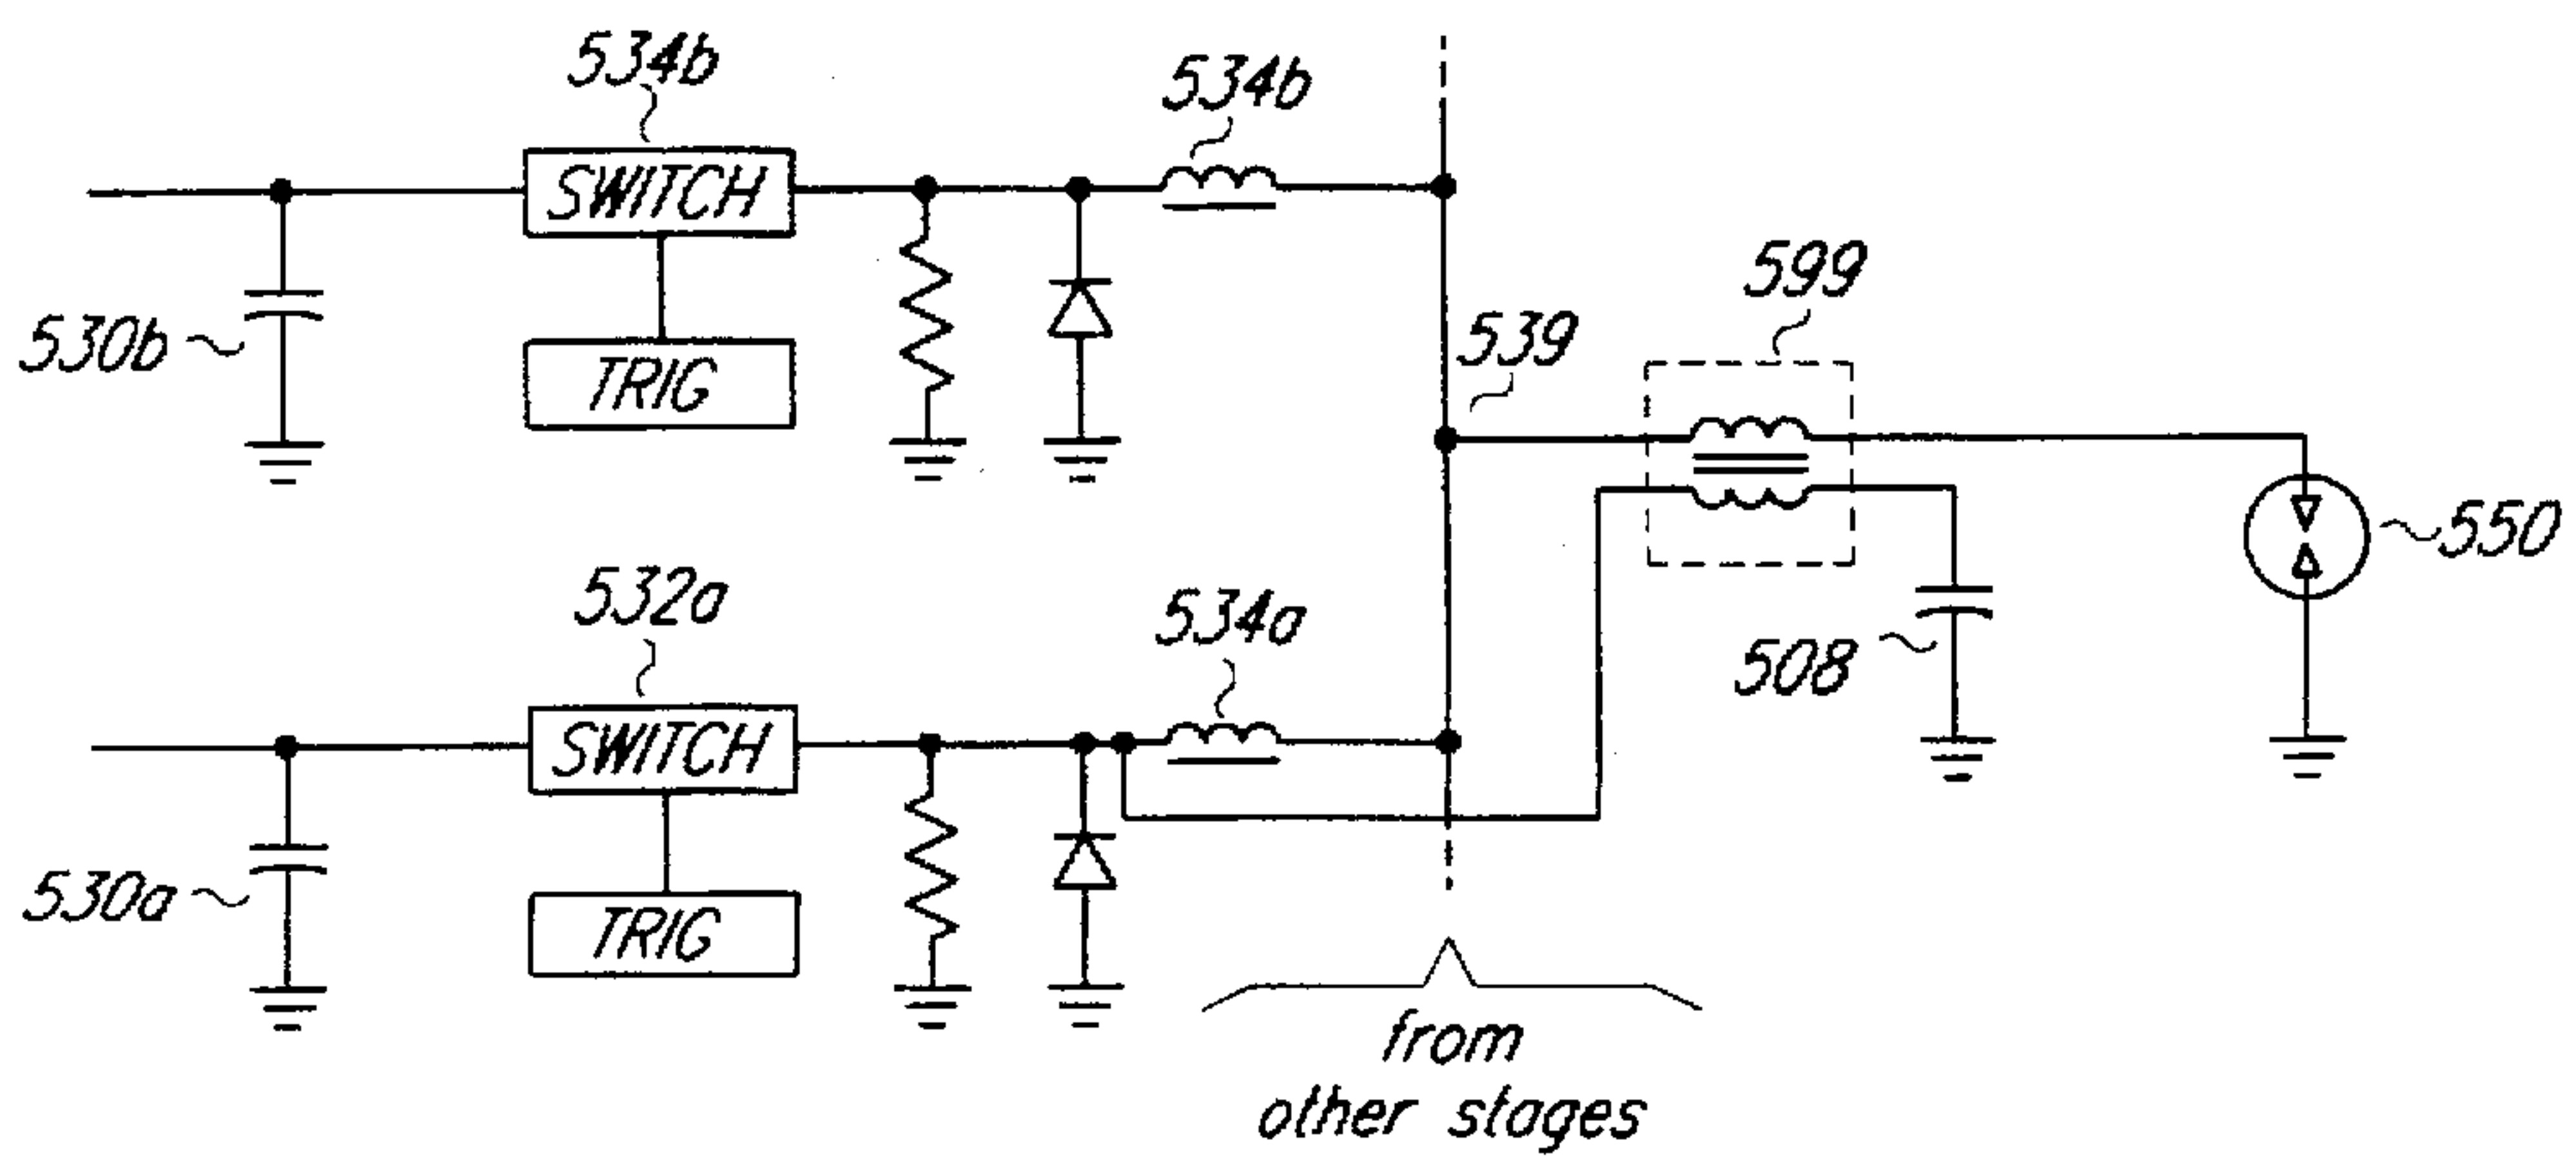 534b
534b
SWITCH
599
530b
539
TRIG
550
532a
534a
508
SWITCH
530a
TRIG
from
other stages